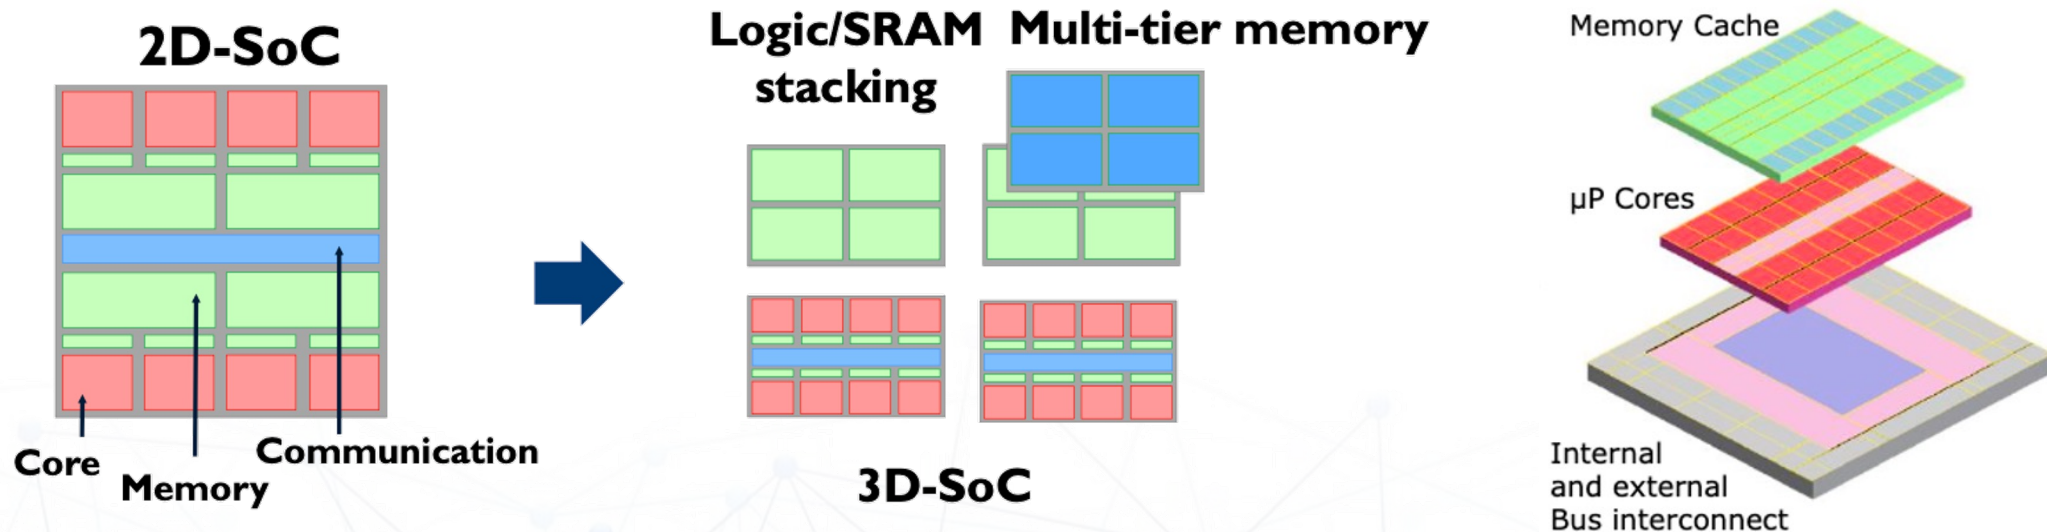 2D-SoC
Core
Memory
Communication
Logic/SRAM
stacking
Multi-tier memory
3D-SoC
Memory Cache
µP Cores
Internal
and external
Bus interconnect